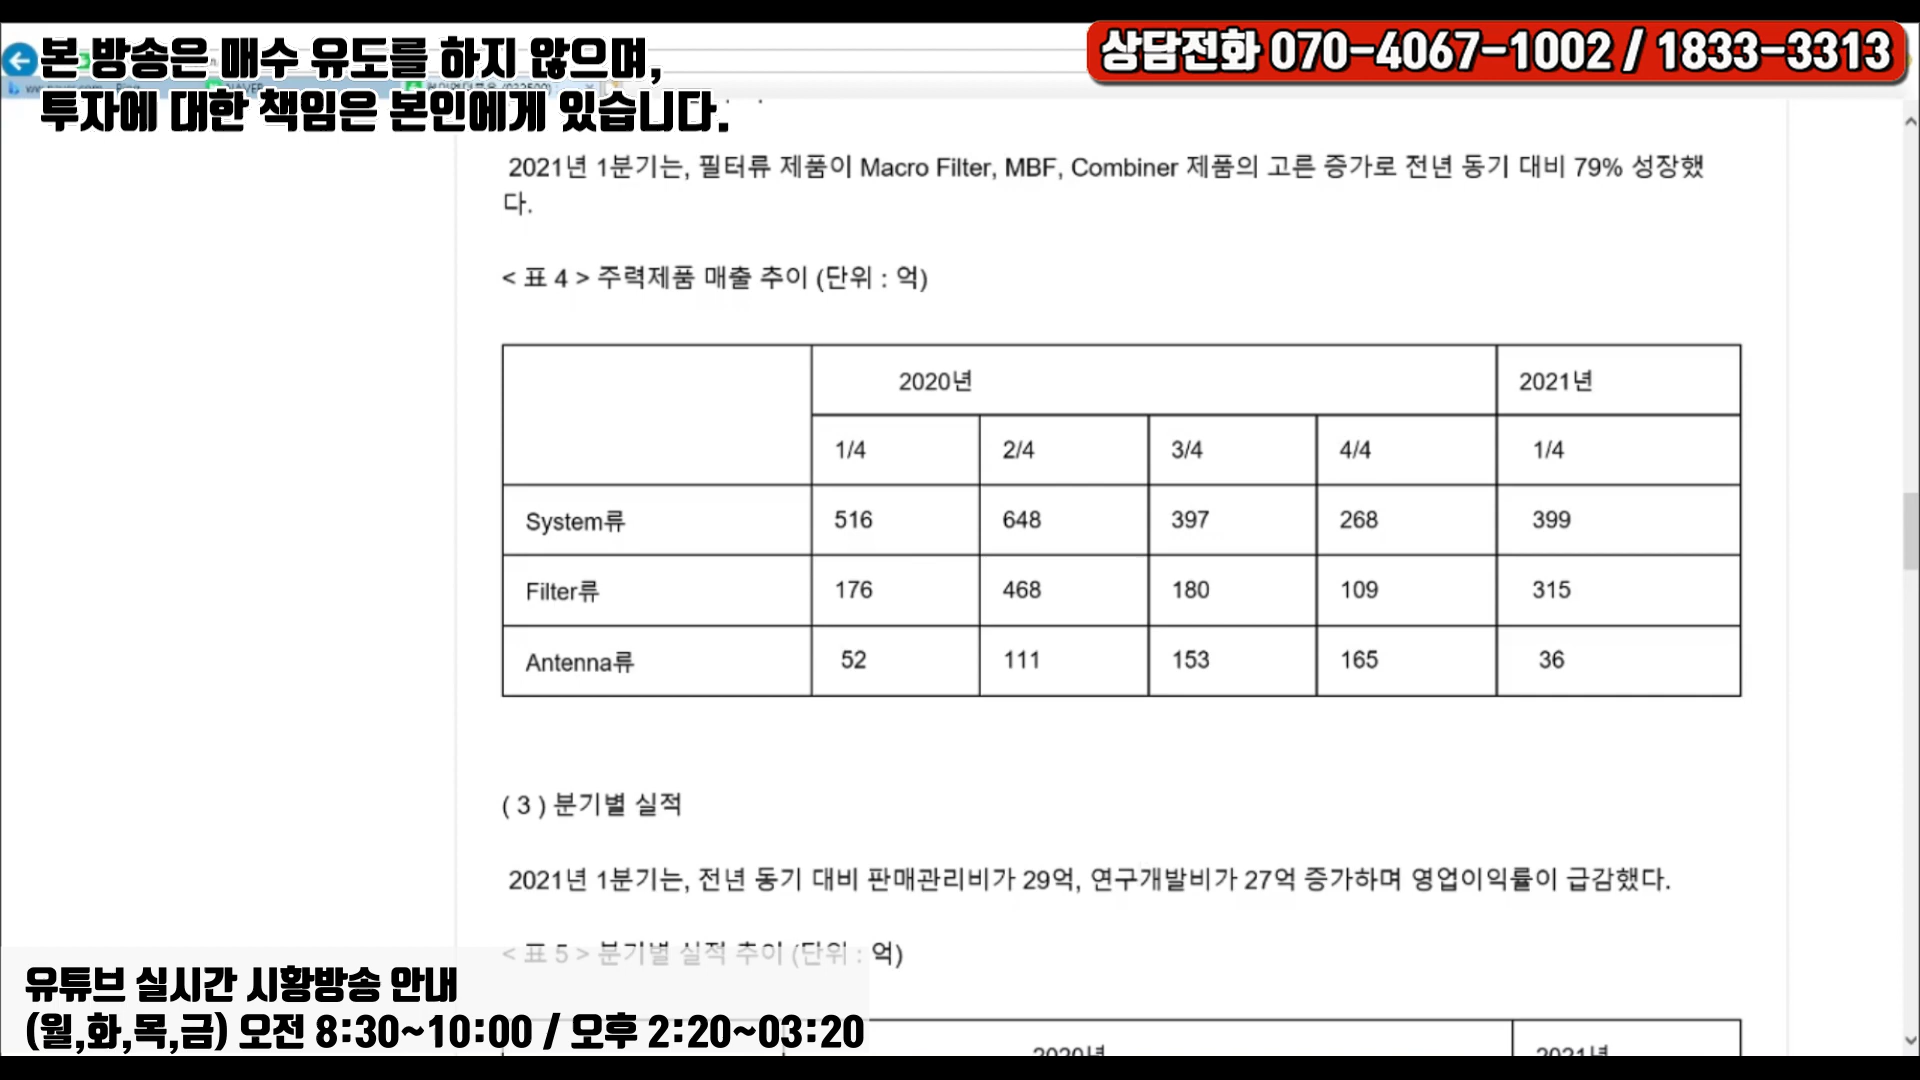 본 방송은 매수 유도를 하지 않으며,
투자에 대한 책임은 본인에게 있습니다.
상담전화 070-4067-1002 / 1833-3313
2021년 1분기는, 필터류 제품이 Macro Filter, MBF, Combiner 제품의 고른 증가로 전년 동기 대비 79% 성장했
다.
< 표 4 > 주력제품 매출 추이 (단위 : 억)
2020년 2021년
1/4 2/4 3/4 4/4 1/4
System류 516 648 397 268 399
Filter류 176 468 180 109 315
Antenna류 52 111 153 165 36
( 3 ) 분기별 실적
2021년 1분기는, 전년 동기 대비 판매관리비가 29억, 연구개발비가 27억 증가하며 영업이익률이 급감했다.
< 표 5 > 분기별 실적 추이 (단위 : 억)
2020년 2021년
유튜브 실시간 시황방송 안내
(월,화,목,금) 오전 8:30~10:00 / 오후 2:20~03:20